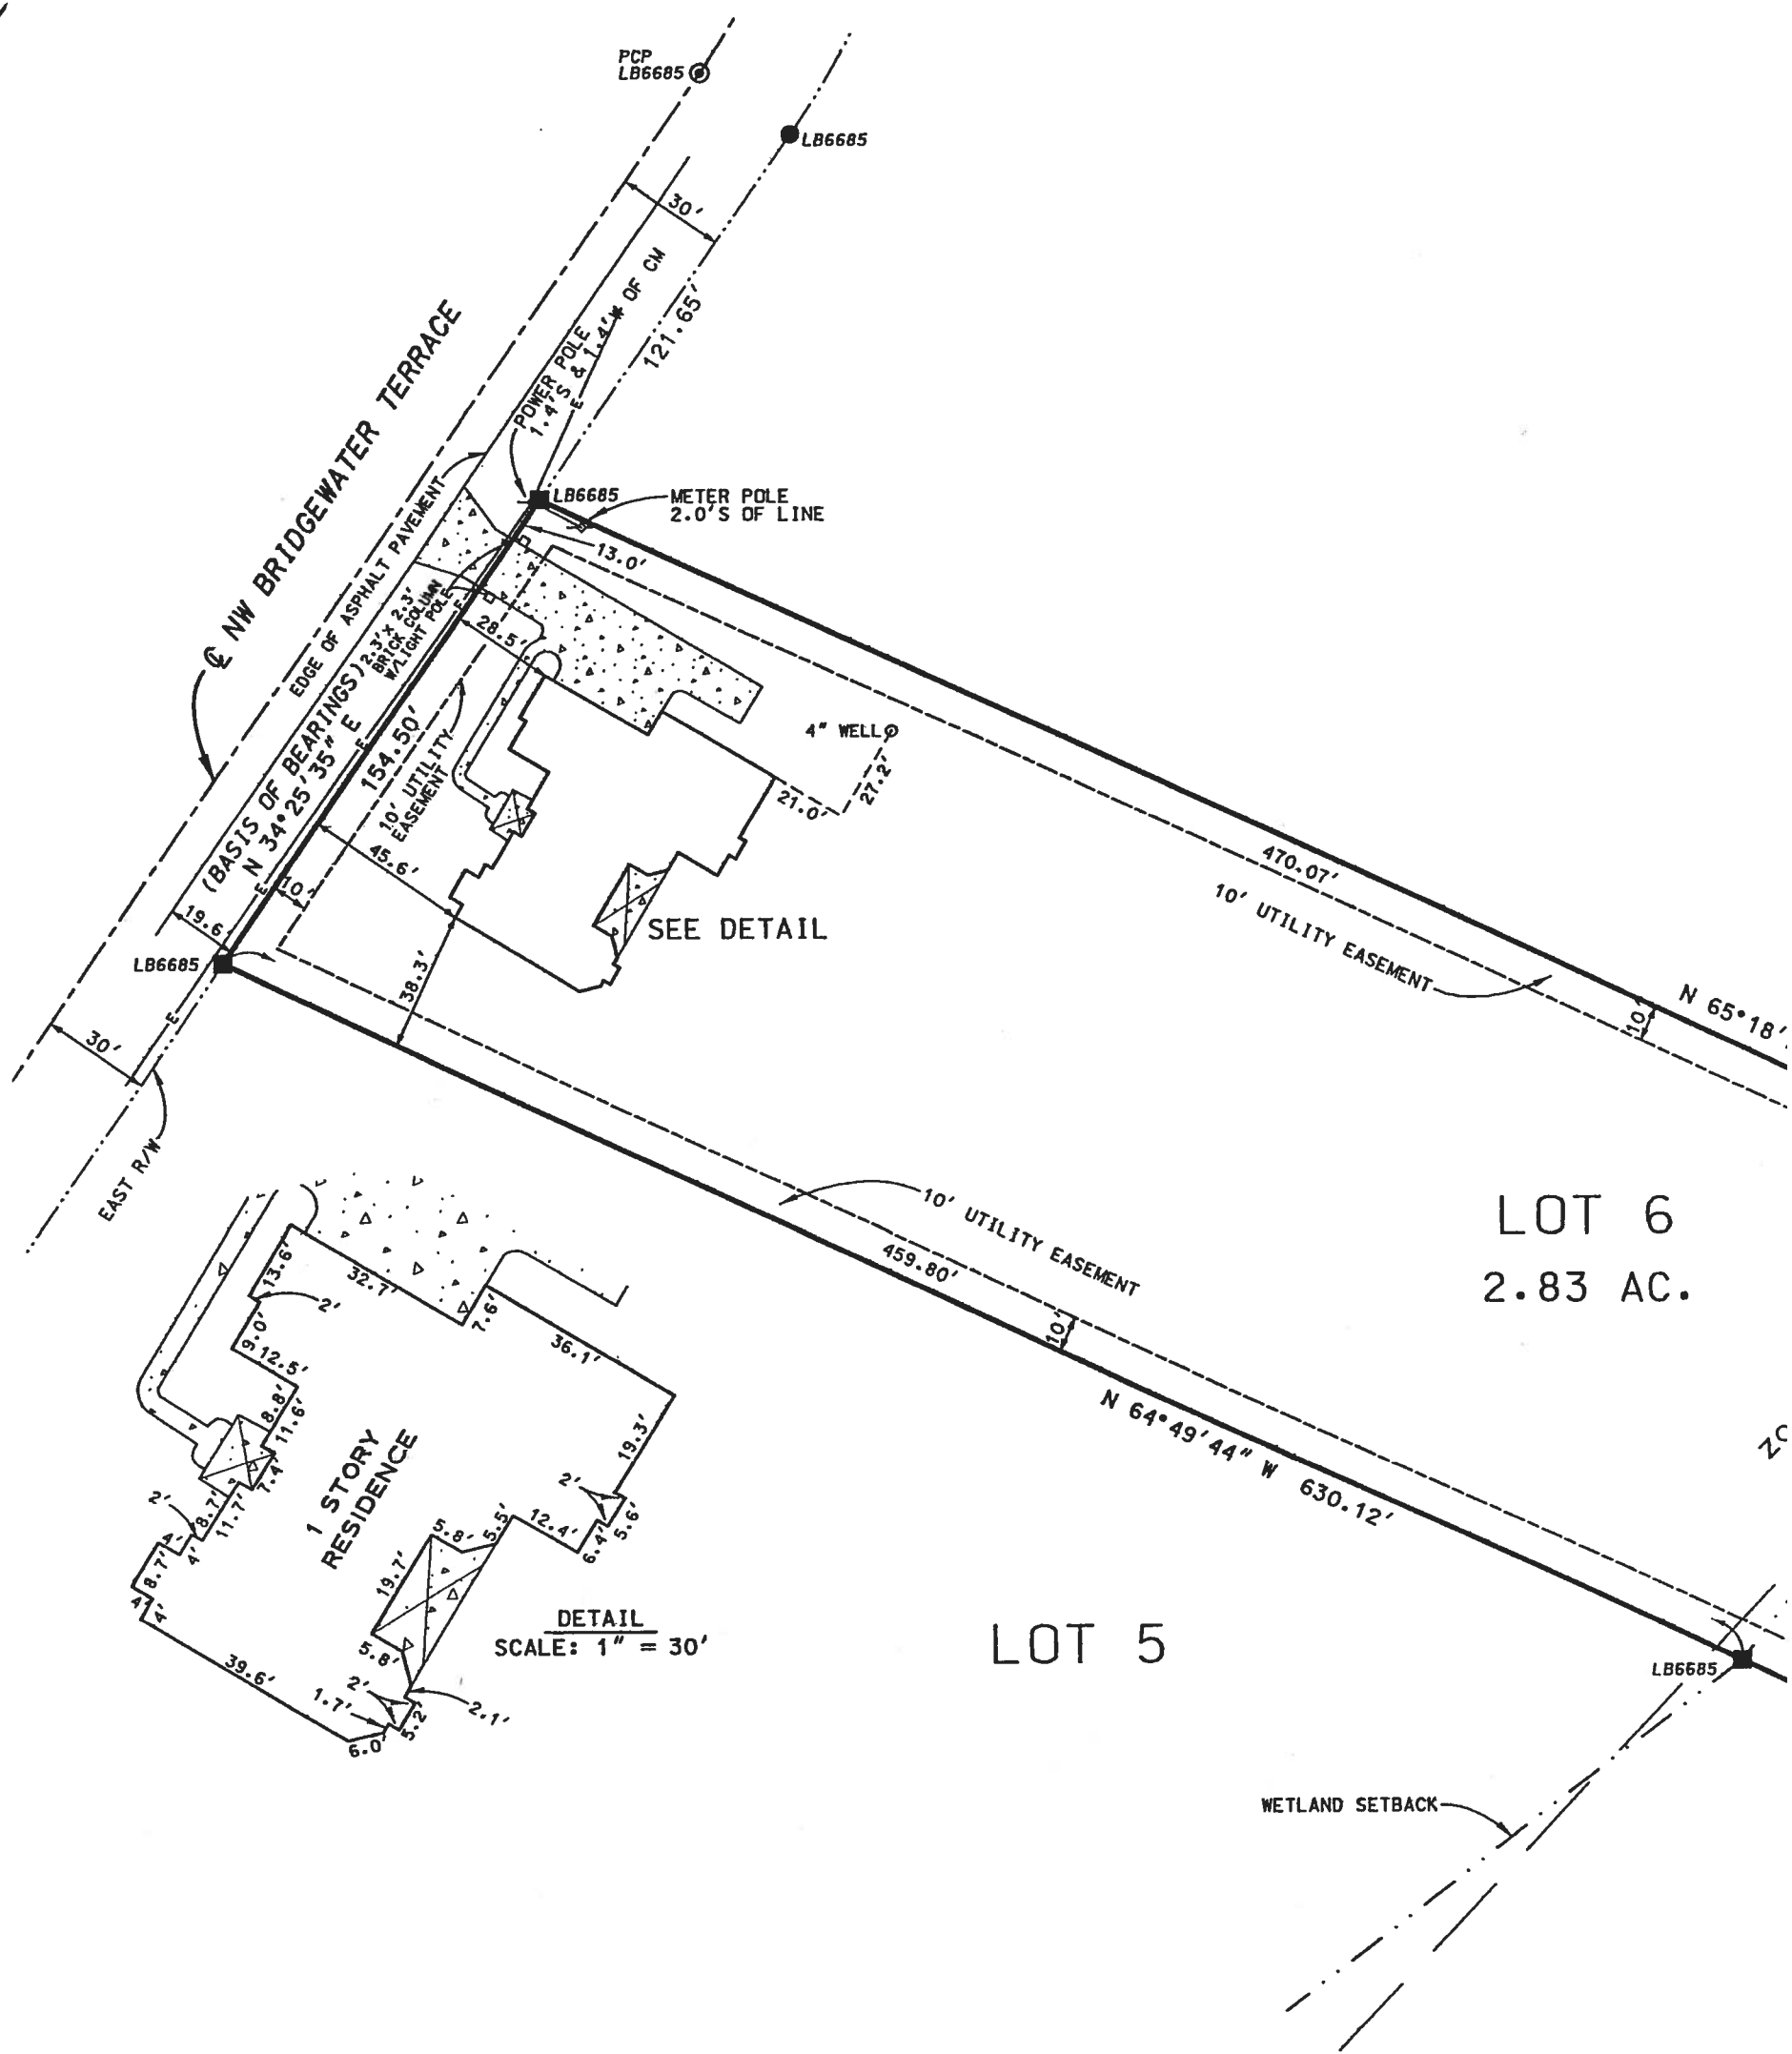 PCP
LB6685
LB6685
30'
121.65'
POWER POLE
1.4'S & 1.4'W OF CM
E
℄ NW BRIDGEWATER TERRACE
EDGE OF ASPHALT PAVEMENT
LB6685
METER POLE
2.0'S OF LINE
13.0'
2.3'X 2.3'
BRICK COLUMN
W/LIGHT POLE
E
28.5'
(BASIS OF BEARINGS)
N 34°25'35" E
154.50'
E
10' UTILITY
EASEMENT
4" WELL
27.2'
21.0'
45.6'
E
10'
19.6
SEE DETAIL
LB6685
38.3'
E
30'
EAST R/W
470.07'
10' UTILITY EASEMENT
10'
N 65°18'
10' UTILITY EASEMENT
459.80'
10'
N 64°49'44" W 630.12'
LOT 6
2.83 AC.
13.6'
2'
32.7'
7.6'
9.0'
12.5'
36.1'
8.8'
11.6'
7.4'
19.3'
1 STORY
RESIDENCE
2'
8.7'
11.7'
4'
4'
8.7'
4'
4'
2'
5.6'
6.4'
12.4'
5.5'
5.8'
19.7'
5.8'
39.6'
2'
1.7'
2.1'
5.2'
6.0
DETAIL
SCALE: 1" = 30'
LOT 5
LB6685
WETLAND SETBACK